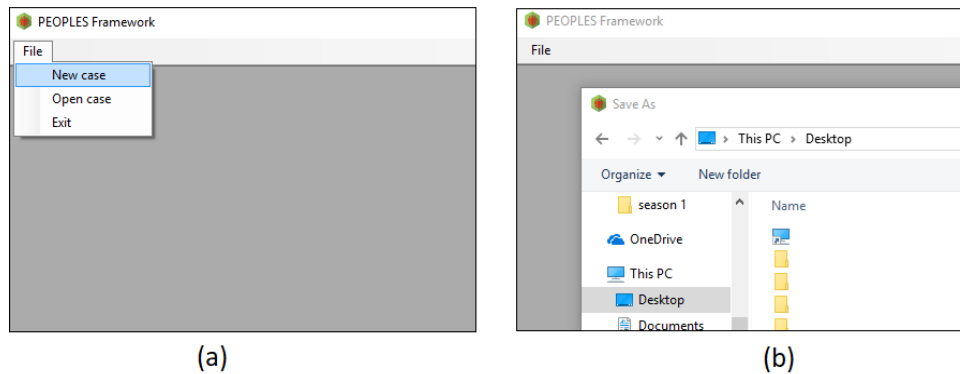 PEOPLES Framework
File
New case
Open case
Exit
(a)
PEOPLES Framework
File
Save As
This PC > Desktop
Organize
New folder
season 1
Name
OneDrive
This PC
Desktop
Documents
(b)